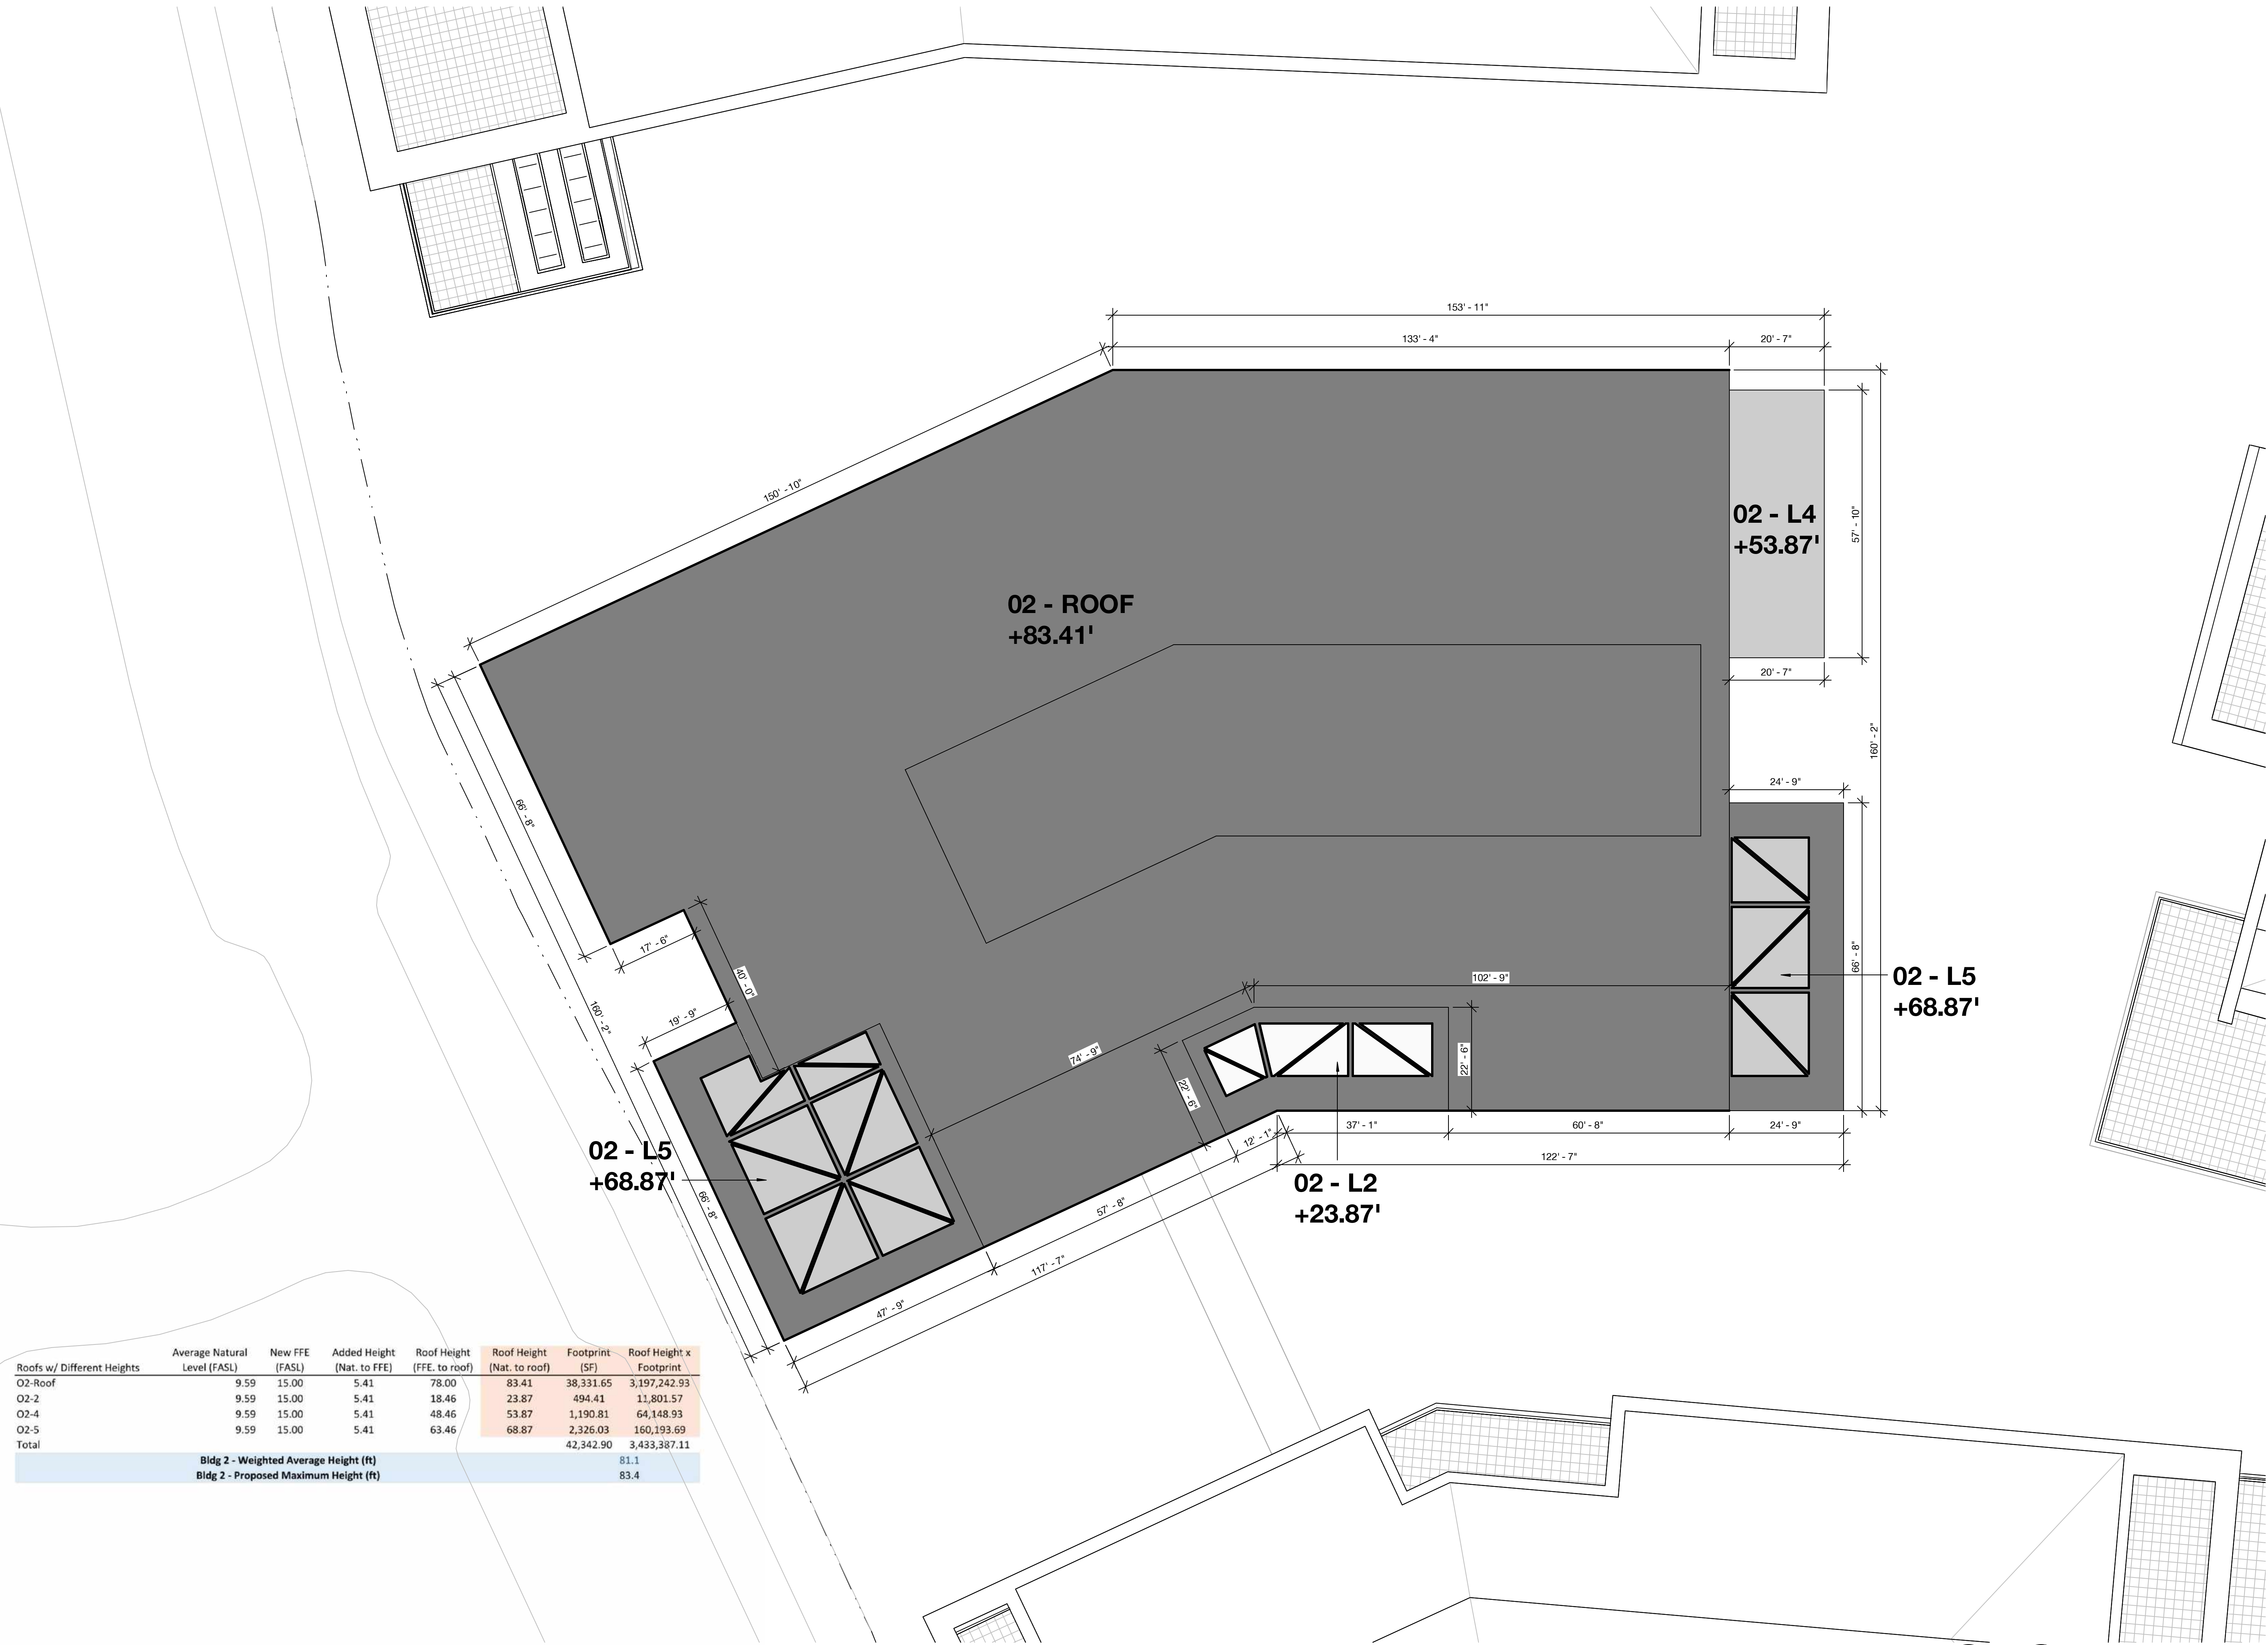 153' - 11"
133' - 4"
20' - 7"
150' - 10"
02 - L4
+53.87'
57' - 10"
02 - ROOF
+83.41'
20' - 7"
160' - 2"
24' - 9"
66' - 8"
17' - 6"
40' - 0"
102' - 9"
66' - 8"
02 - L5
+68.87'
160' - 2"
19' - 9"
74' - 9"
22' - 6"
22' - 6"
37' - 1"
60' - 8"
24' - 9"
12' - 1"
122' - 7"
02 - L5
+68.87'
02 - L2
+23.87'
66' - 8"
57' - 8"
117' - 7"
47' - 9"
Average Natural New FFE Added Height Roof Height Roof Height Footprint Roof Height x
Roofs w/ Different Heights Level (FASL) (FASL) (Nat. to FFE) (FFE. to roof) (Nat. to roof) (SF) Footprint
O2-Roof 9.59 15.00 5.41 78.00 83.41 38,331.65 3,197,242.93
O2-2 9.59 15.00 5.41 18.46 23.87 494.41 11,801.57
O2-4 9.59 15.00 5.41 48.46 53.87 1,190.81 64,148.93
O2-5 9.59 15.00 5.41 63.46 68.87 2,326.03 160,193.69
Total 42,342.90 3,433,387.11
Bldg 2 - Weighted Average Height (ft) 81.1
Bldg 2 - Proposed Maximum Height (ft) 83.4